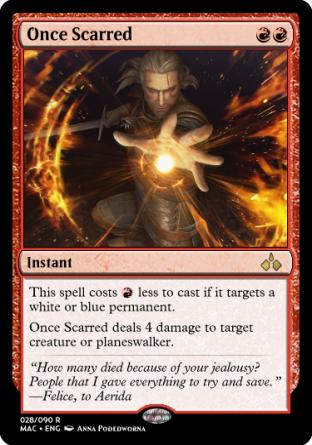 Once Scarred
Instant
This spell costs R less to cast if it targets a
white or blue permanent.
Once Scarred deals 4 damage to target
creature or planeswalker.
“How many died because of your jealousy?
People that I gave everything to try and save.”
—Felice, to Aerida
028/090 R
MAC • ENG Anna Podedworna